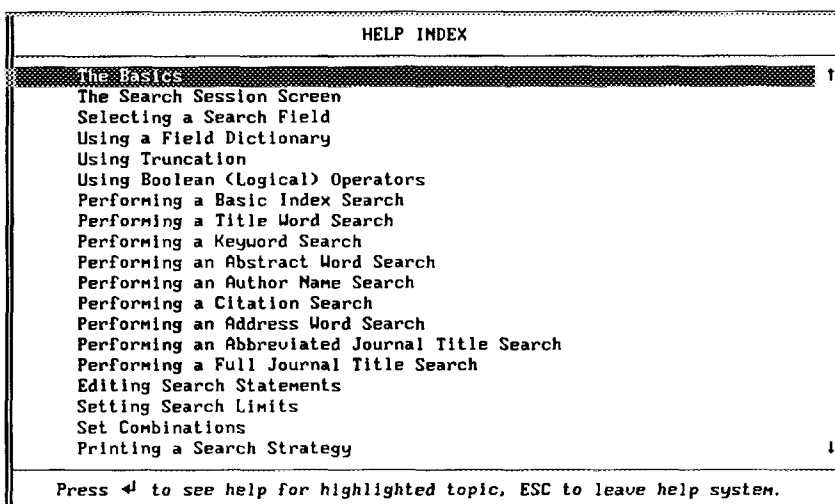 HELP INDEX
The Basics ↑
The Search Session Screen
Selecting a Search Field
Using a Field Dictionary
Using Truncation
Using Boolean (Logical) Operators
Performing a Basic Index Search
Performing a Title Word Search
Performing a Keyword Search
Performing an Abstract Word Search
Performing an Author Name Search
Performing a Citation Search
Performing an Address Word Search
Performing an Abbreviated Journal Title Search
Performing a Full Journal Title Search
Editing Search Statements
Setting Search Limits
Set Combinations
Printing a Search Strategy ↓
Press ↵ to see help for highlighted topic, ESC to leave help system.